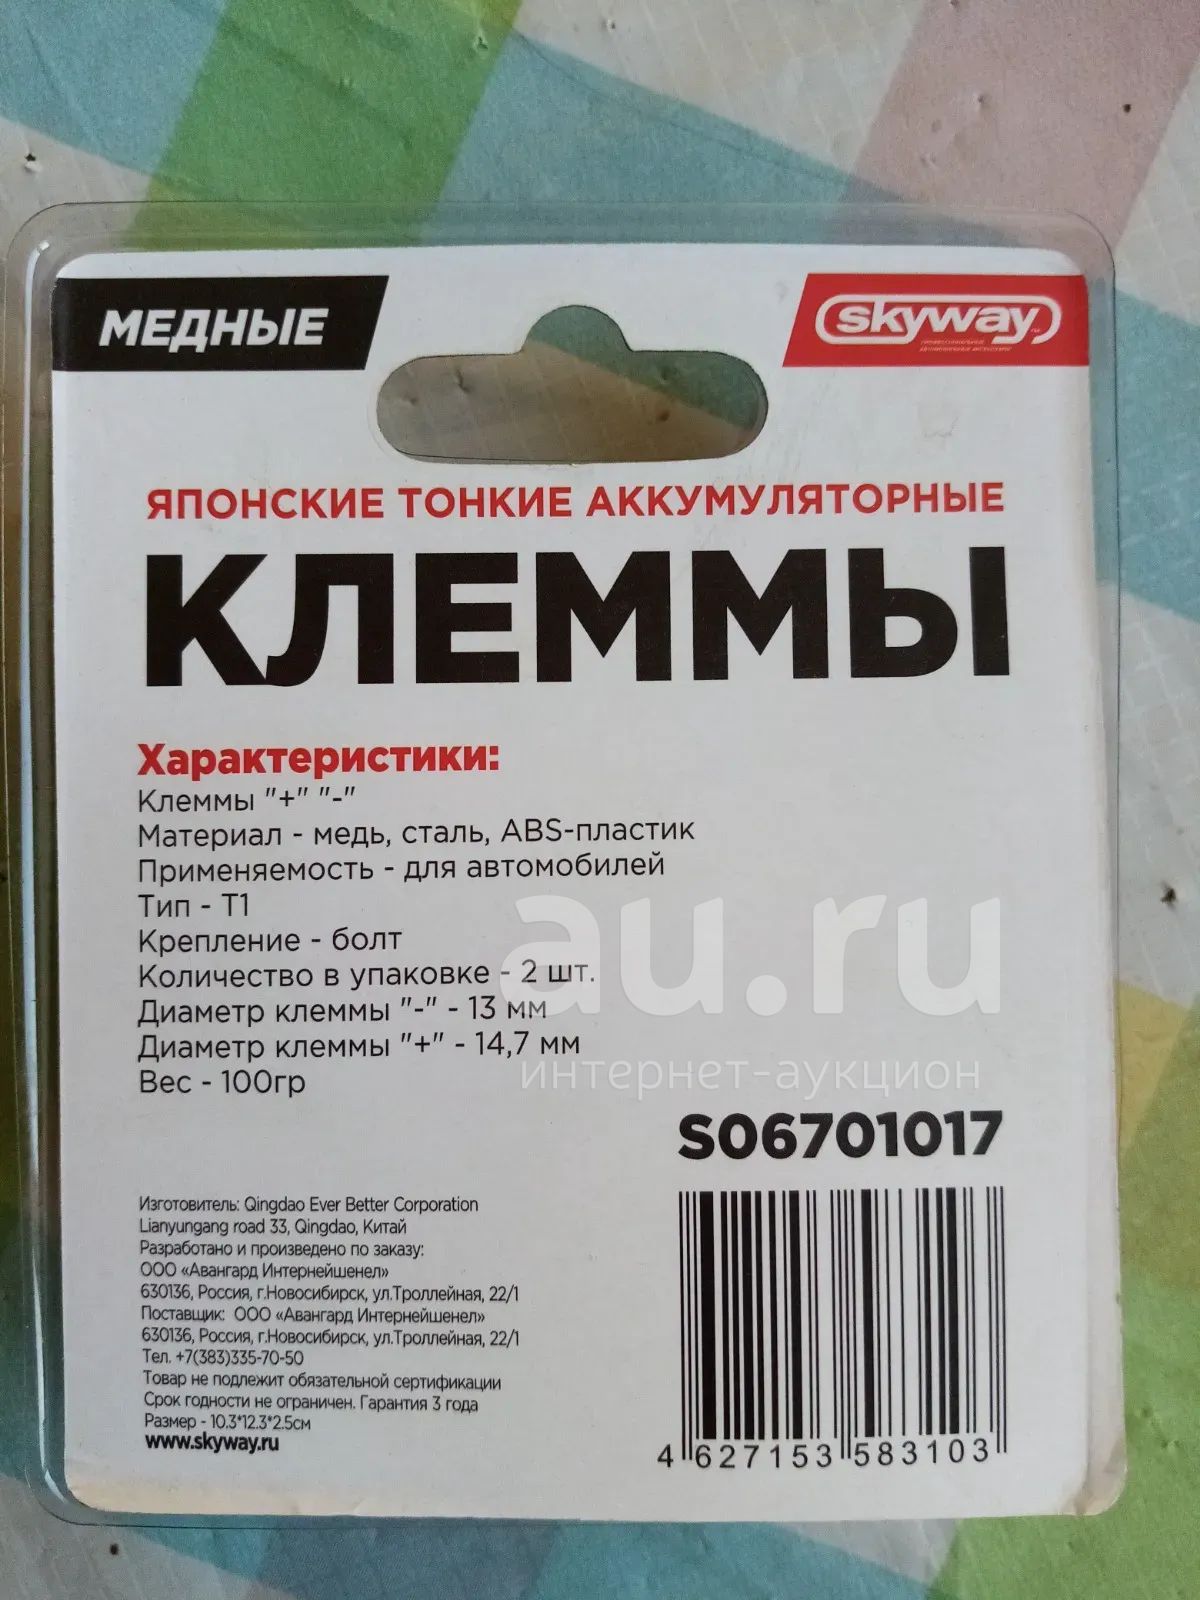 МЕДНЫЕ
skyway
ЯПОНСКИЕ ТОНКИЕ АККУМУЛЯТОРНЫЕ
КЛЕММЫ
Характеристики:
Клеммы "+" "-"
Материал - медь, сталь, ABS-пластик
Применяемость - для автомобилей
Тип - Т1
Крепление - болт
Количество в упаковке - 2 шт.
Диаметр клеммы "-" - 13 мм
Диаметр клеммы "+" - 14,7 мм
Вес - 100гр
au.ru
интернет-аукцион
S06701017
Изготовитель: Qingdao Ever Better Corporation
Lianyungang road 33, Qingdao, Китай
Разработано и произведено по заказу:
ООО «Авангард Интернейшенел»
630136, Россия, г.Новосибирск, ул.Троллейная, 22/1
Поставщик: ООО «Авангард Интернейшенел»
630136, Россия, г.Новосибирск, ул.Троллейная, 22/1
Тел. +7(383)335-70-50
Товар не подлежит обязательной сертификации
Срок годности не ограничен. Гарантия 3 года
Размер - 10.3*12.3*2.5см
www.skyway.ru
4 627153 583103